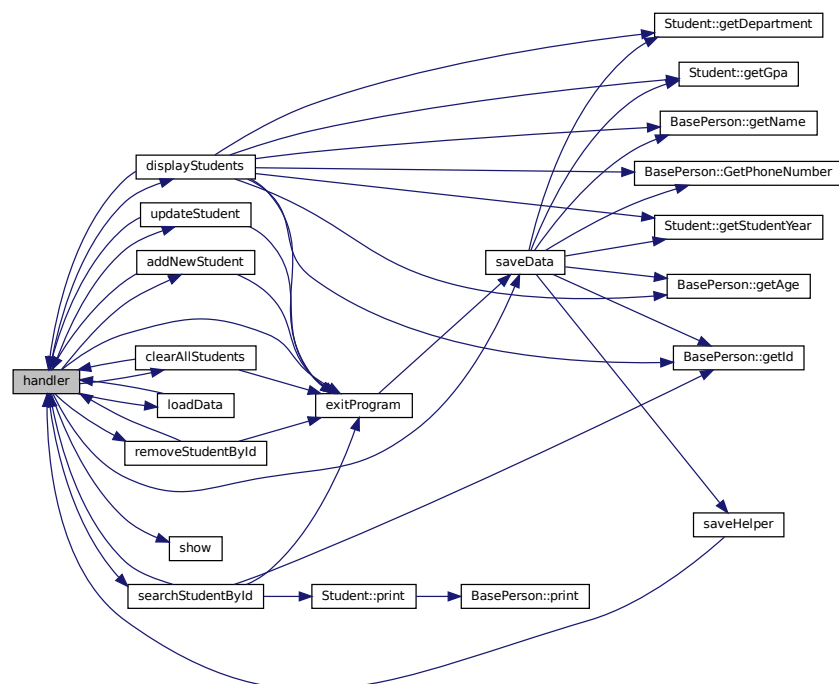 Student::getDepartment
Student::getGpa
BasePerson::getName
displayStudents
BasePerson::GetPhoneNumber
updateStudent
Student::getStudentYear
addNewStudent
saveData
BasePerson::getAge
clearAllStudents
BasePerson::getId
handler
loadData
exitProgram
removeStudentById
saveHelper
show
searchStudentById
Student::print
BasePerson::print